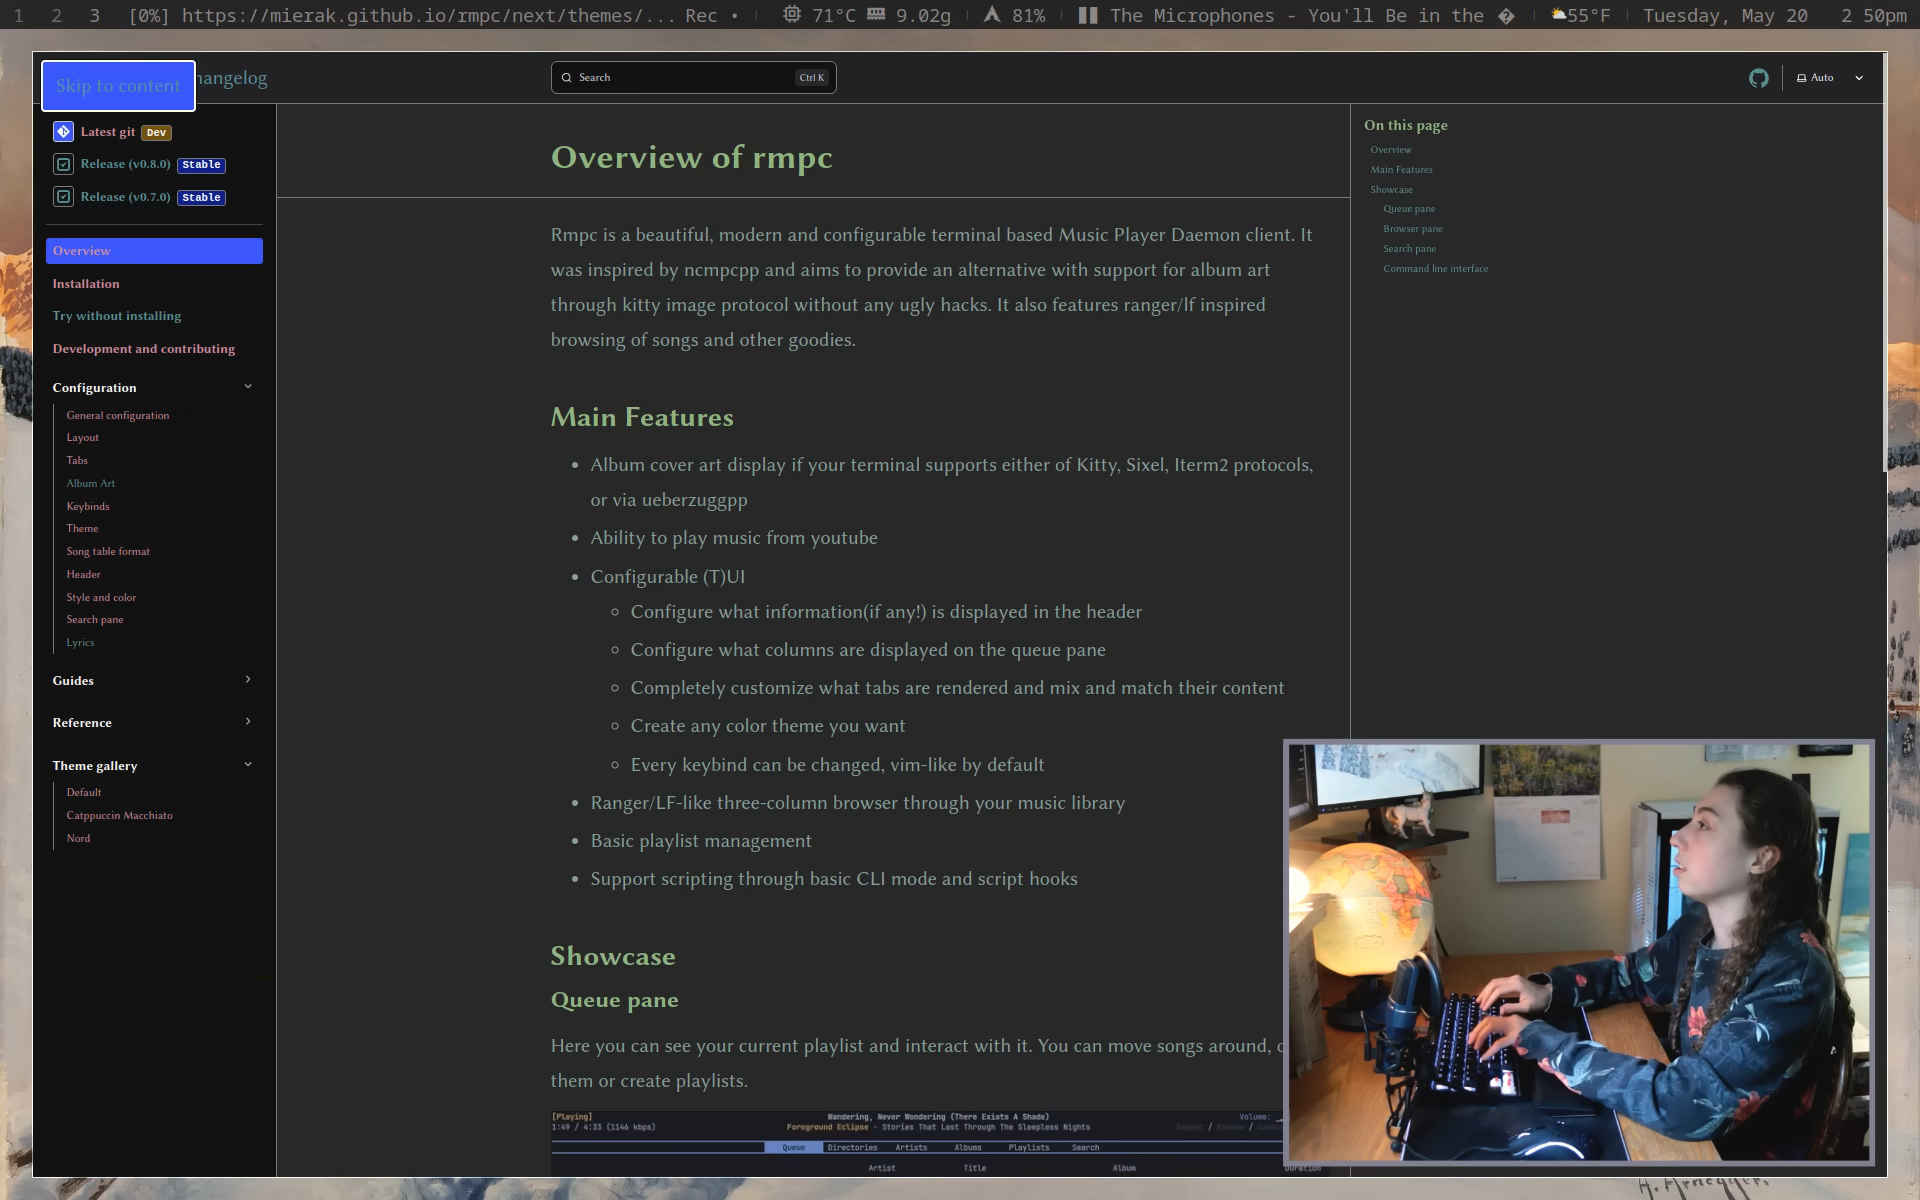 1 2 3 [0%] https://mierak.github.io/rmpc/next/themes/... Rec • 71°C 9.02g 81% The Microphones - You'll Be in the � 55°F Tuesday, May 20 2 50pm
Skip to content
hangelog
Search
Ctrl K
Auto
Latest git Dev
Release (v0.8.0) Stable
Release (v0.7.0) Stable
Overview
Installation
Try without installing
Development and contributing
Configuration
General configuration
Layout
Tabs
Album Art
Keybinds
Theme
Song table format
Header
Style and color
Search pane
Lyrics
Guides
Reference
Theme gallery
Default
Catppuccin Macchiato
Nord
Overview of rmpc
Rmpc is a beautiful, modern and configurable terminal based Music Player Daemon client. It
was inspired by ncmpcpp and aims to provide an alternative with support for album art
through kitty image protocol without any ugly hacks. It also features ranger/lf inspired
browsing of songs and other goodies.
Main Features
• Album cover art display if your terminal supports either of Kitty, Sixel, Iterm2 protocols,
or via ueberzuggpp
• Ability to play music from youtube
• Configurable (T)UI
◦ Configure what information(if any!) is displayed in the header
◦ Configure what columns are displayed on the queue pane
◦ Completely customize what tabs are rendered and mix and match their content
◦ Create any color theme you want
◦ Every keybind can be changed, vim-like by default
• Ranger/LF-like three-column browser through your music library
• Basic playlist management
• Support scripting through basic CLI mode and script hooks
Showcase
Queue pane
Here you can see your current playlist and interact with it. You can move songs around,
them or create playlists.
[Playing] Wandering, Never Wondering (There Exists A Shade) Volume:
1:49 / 4:33 (1146 kbps) Foreground Eclipse - Stories That Last Through The Sleepless Nights
Queue Directories Artists Albums Playlists Search
Artist Title Album Duration
On this page
Overview
Main Features
Showcase
Queue pane
Browser pane
Search pane
Command line interface